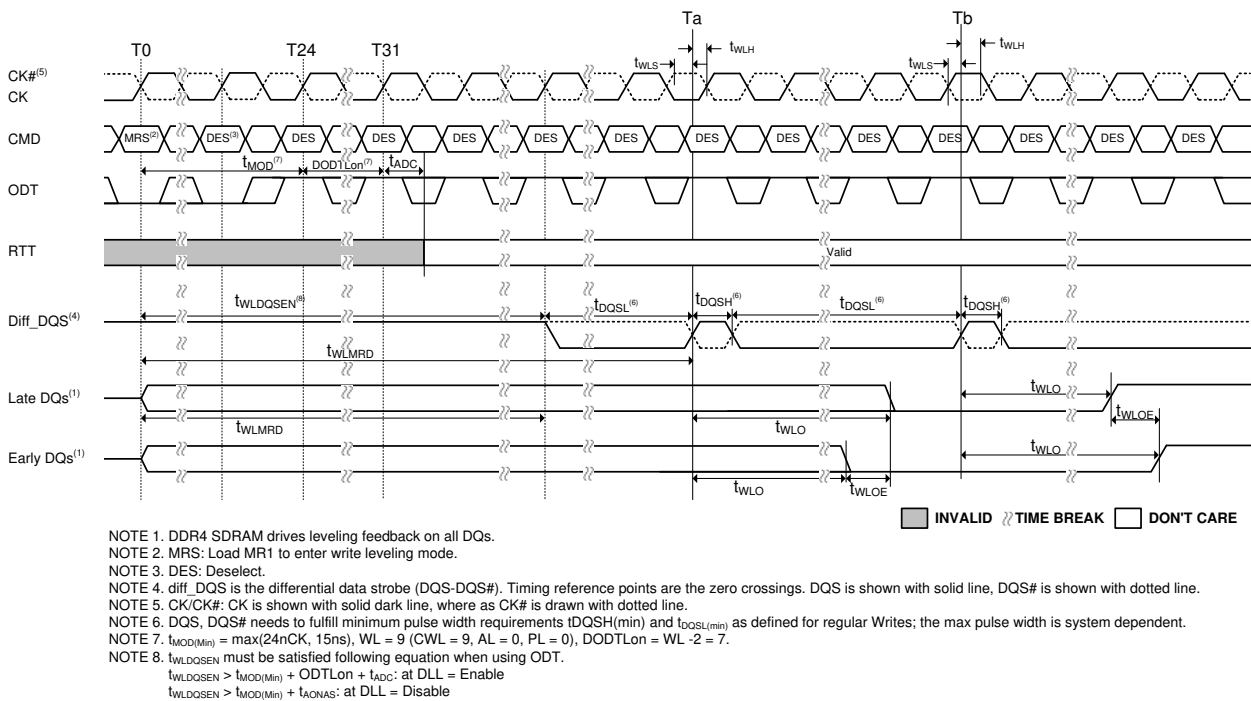 Ta Tb
T0 T24 T31
tWLH tWLH
tWLS tWLS
CK#(5)
CK
CMD MRS(2) DES(3) DES DES DES DES DES DES DES DES DES DES DES DES
tMOD(7) DODTLon(7) tADC
ODT
RTT Valid
tWLDQSEN(8) tDQSL(6) tDQSH(6) tDQSL(6) tDQSH(6)
Diff_DQS(4)
tWLMRD
Late DQs(1) tWLO
tWLMRD tWLO tWLOE
Early DQs(1) tWLO
tWLO tWLOE
INVALID TIME BREAK DON'T CARE
NOTE 1. DDR4 SDRAM drives leveling feedback on all DQs.
NOTE 2. MRS: Load MR1 to enter write leveling mode.
NOTE 3. DES: Deselect.
NOTE 4. diff_DQS is the differential data strobe (DQS-DQS#). Timing reference points are the zero crossings. DQS is shown with solid line, DQS# is shown with dotted line.
NOTE 5. CK/CK#: CK is shown with solid dark line, where as CK# is drawn with dotted line.
NOTE 6. DQS, DQS# needs to fulfill minimum pulse width requirements tDQSH(min) and tDQSL(min) as defined for regular Writes; the max pulse width is system dependent.
NOTE 7. tMOD(Min) = max(24nCK, 15ns), WL = 9 (CWL = 9, AL = 0, PL = 0), DODTLon = WL -2 = 7.
NOTE 8. tWLDQSEN must be satisfied following equation when using ODT.
tWLDQSEN > tMOD(Min) + ODTLon + tADC: at DLL = Enable
tWLDQSEN > tMOD(Min) + tAONAS: at DLL = Disable